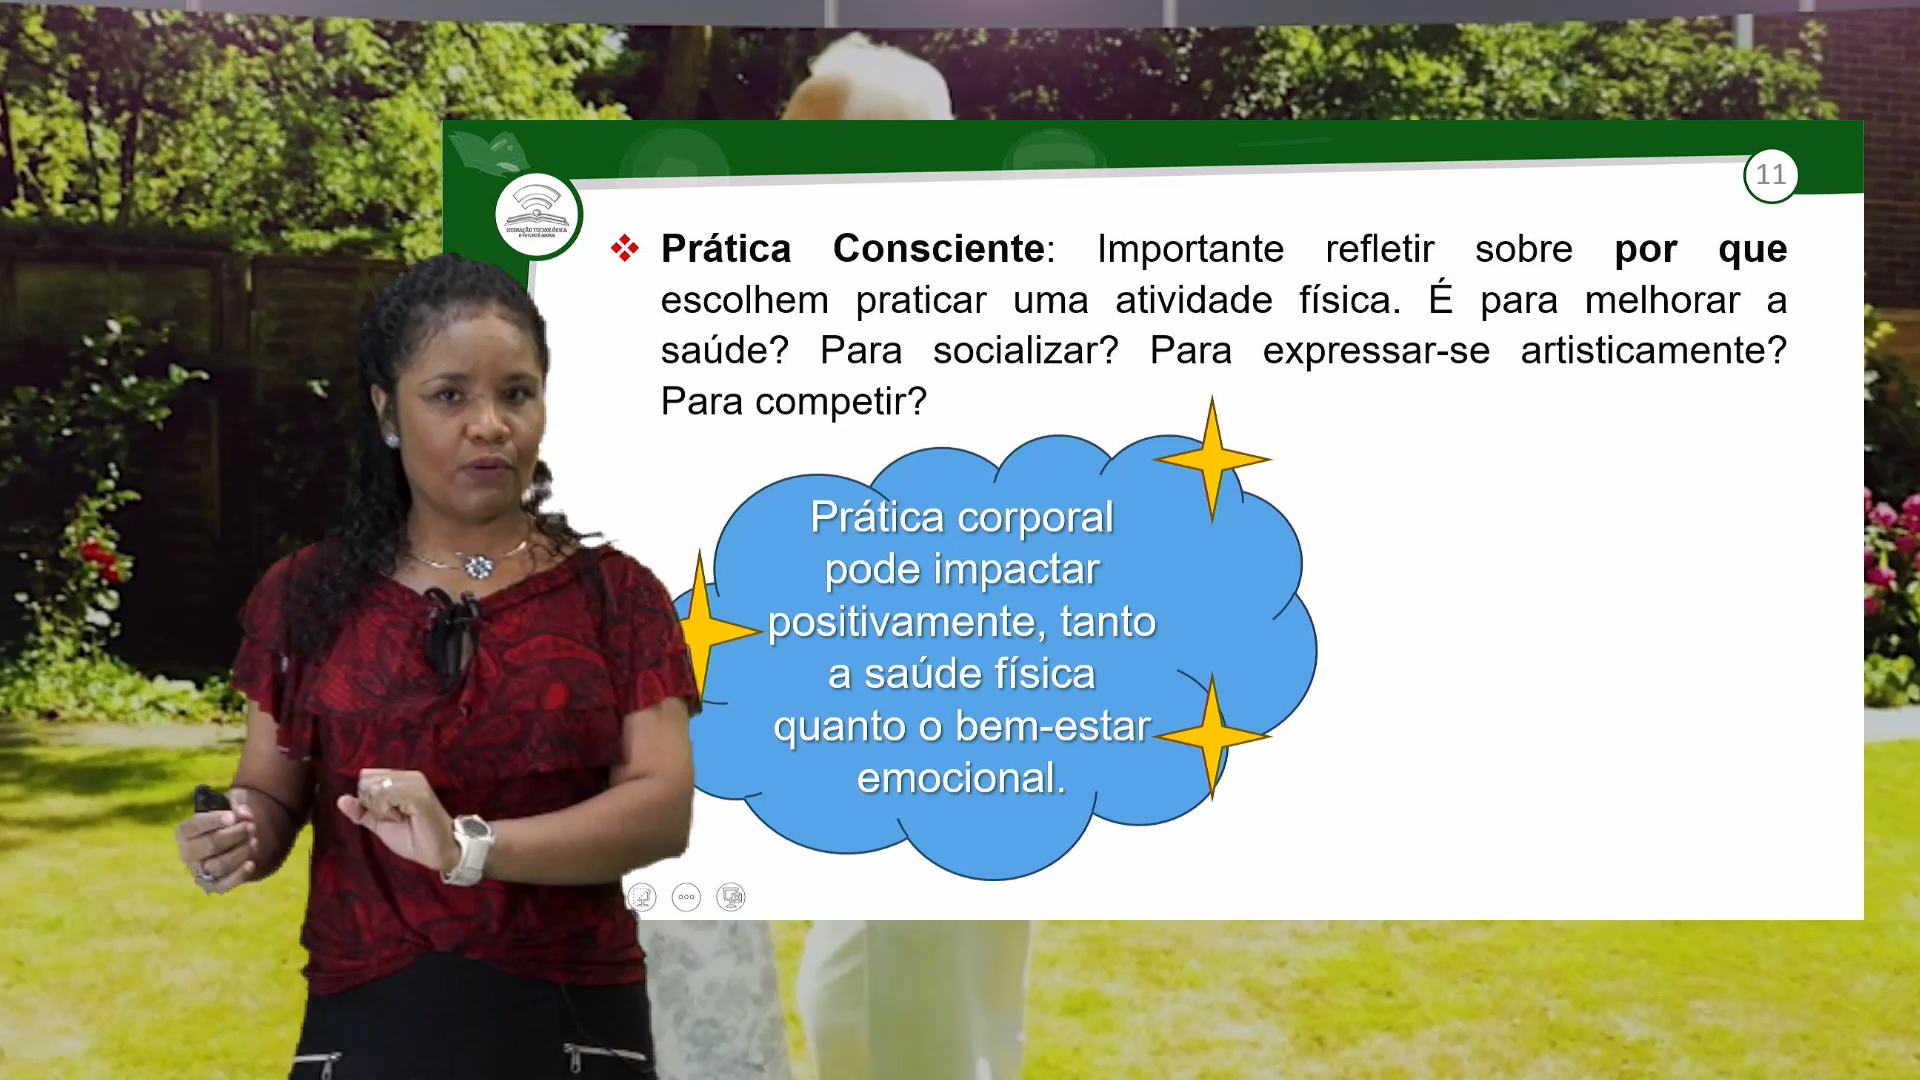 11
Prática Consciente: Importante refletir sobre por que
escolhem praticar uma atividade física. É para melhorar a
saúde? Para socializar? Para expressar-se artisticamente?
Para competir?
Prática corporal
pode impactar
positivamente, tanto
a saúde física
quanto o bem-estar
emocional.